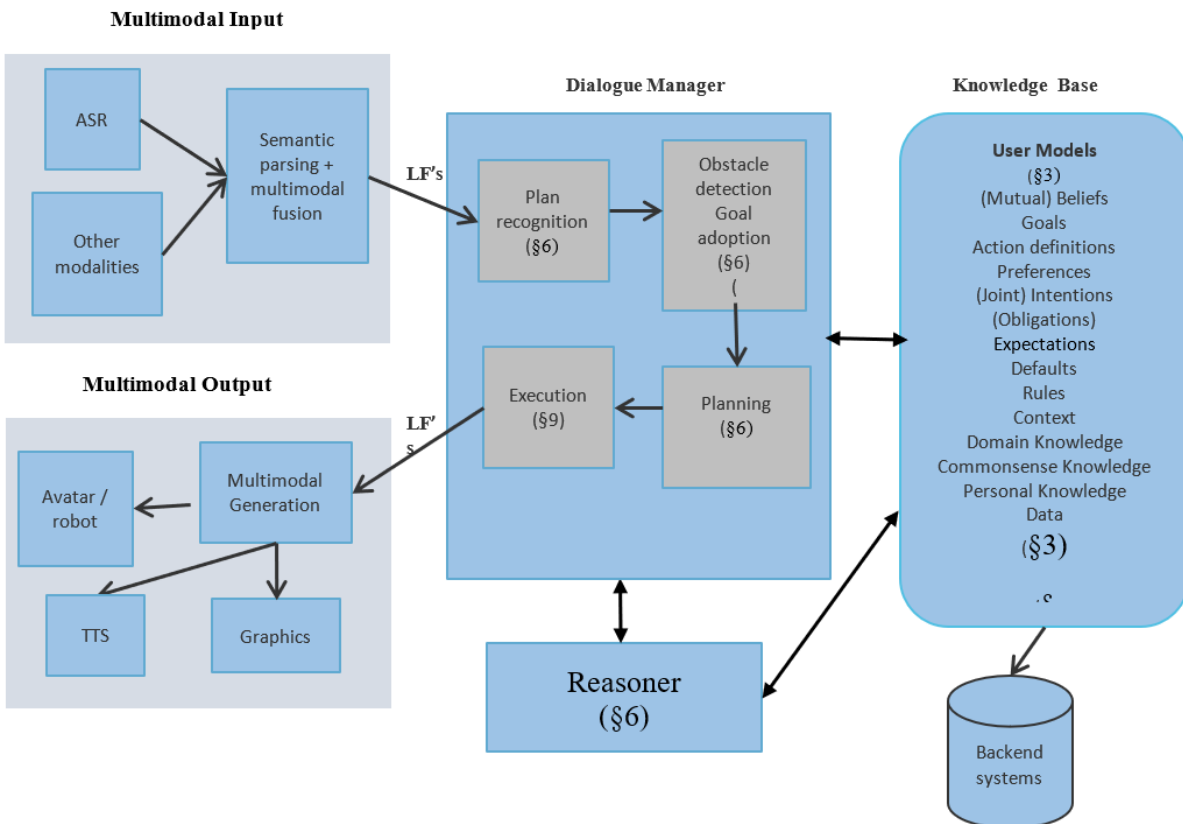 Multimodal Input
ASR
Other
modalities
Semantic
parsing +
multimodal
fusion
LF's
Dialogue Manager
Plan
recognition
(§6)
Obstacle
detection
Goal
adoption
(§6)
(
Execution
(§9)
Planning
(§6)
Knowledge Base
User Models
(§3)
(Mutual) Beliefs
Goals
Action definitions
Preferences
(Joint) Intentions
(Obligations)
Expectations
Defaults
Rules
Context
Domain Knowledge
Commonsense Knowledge
Personal Knowledge
Data
(§3)
Multimodal Output
LF'
s
Avatar /
robot
Multimodal
Generation
TTS
Graphics
Reasoner
(§6)
Backend
systems